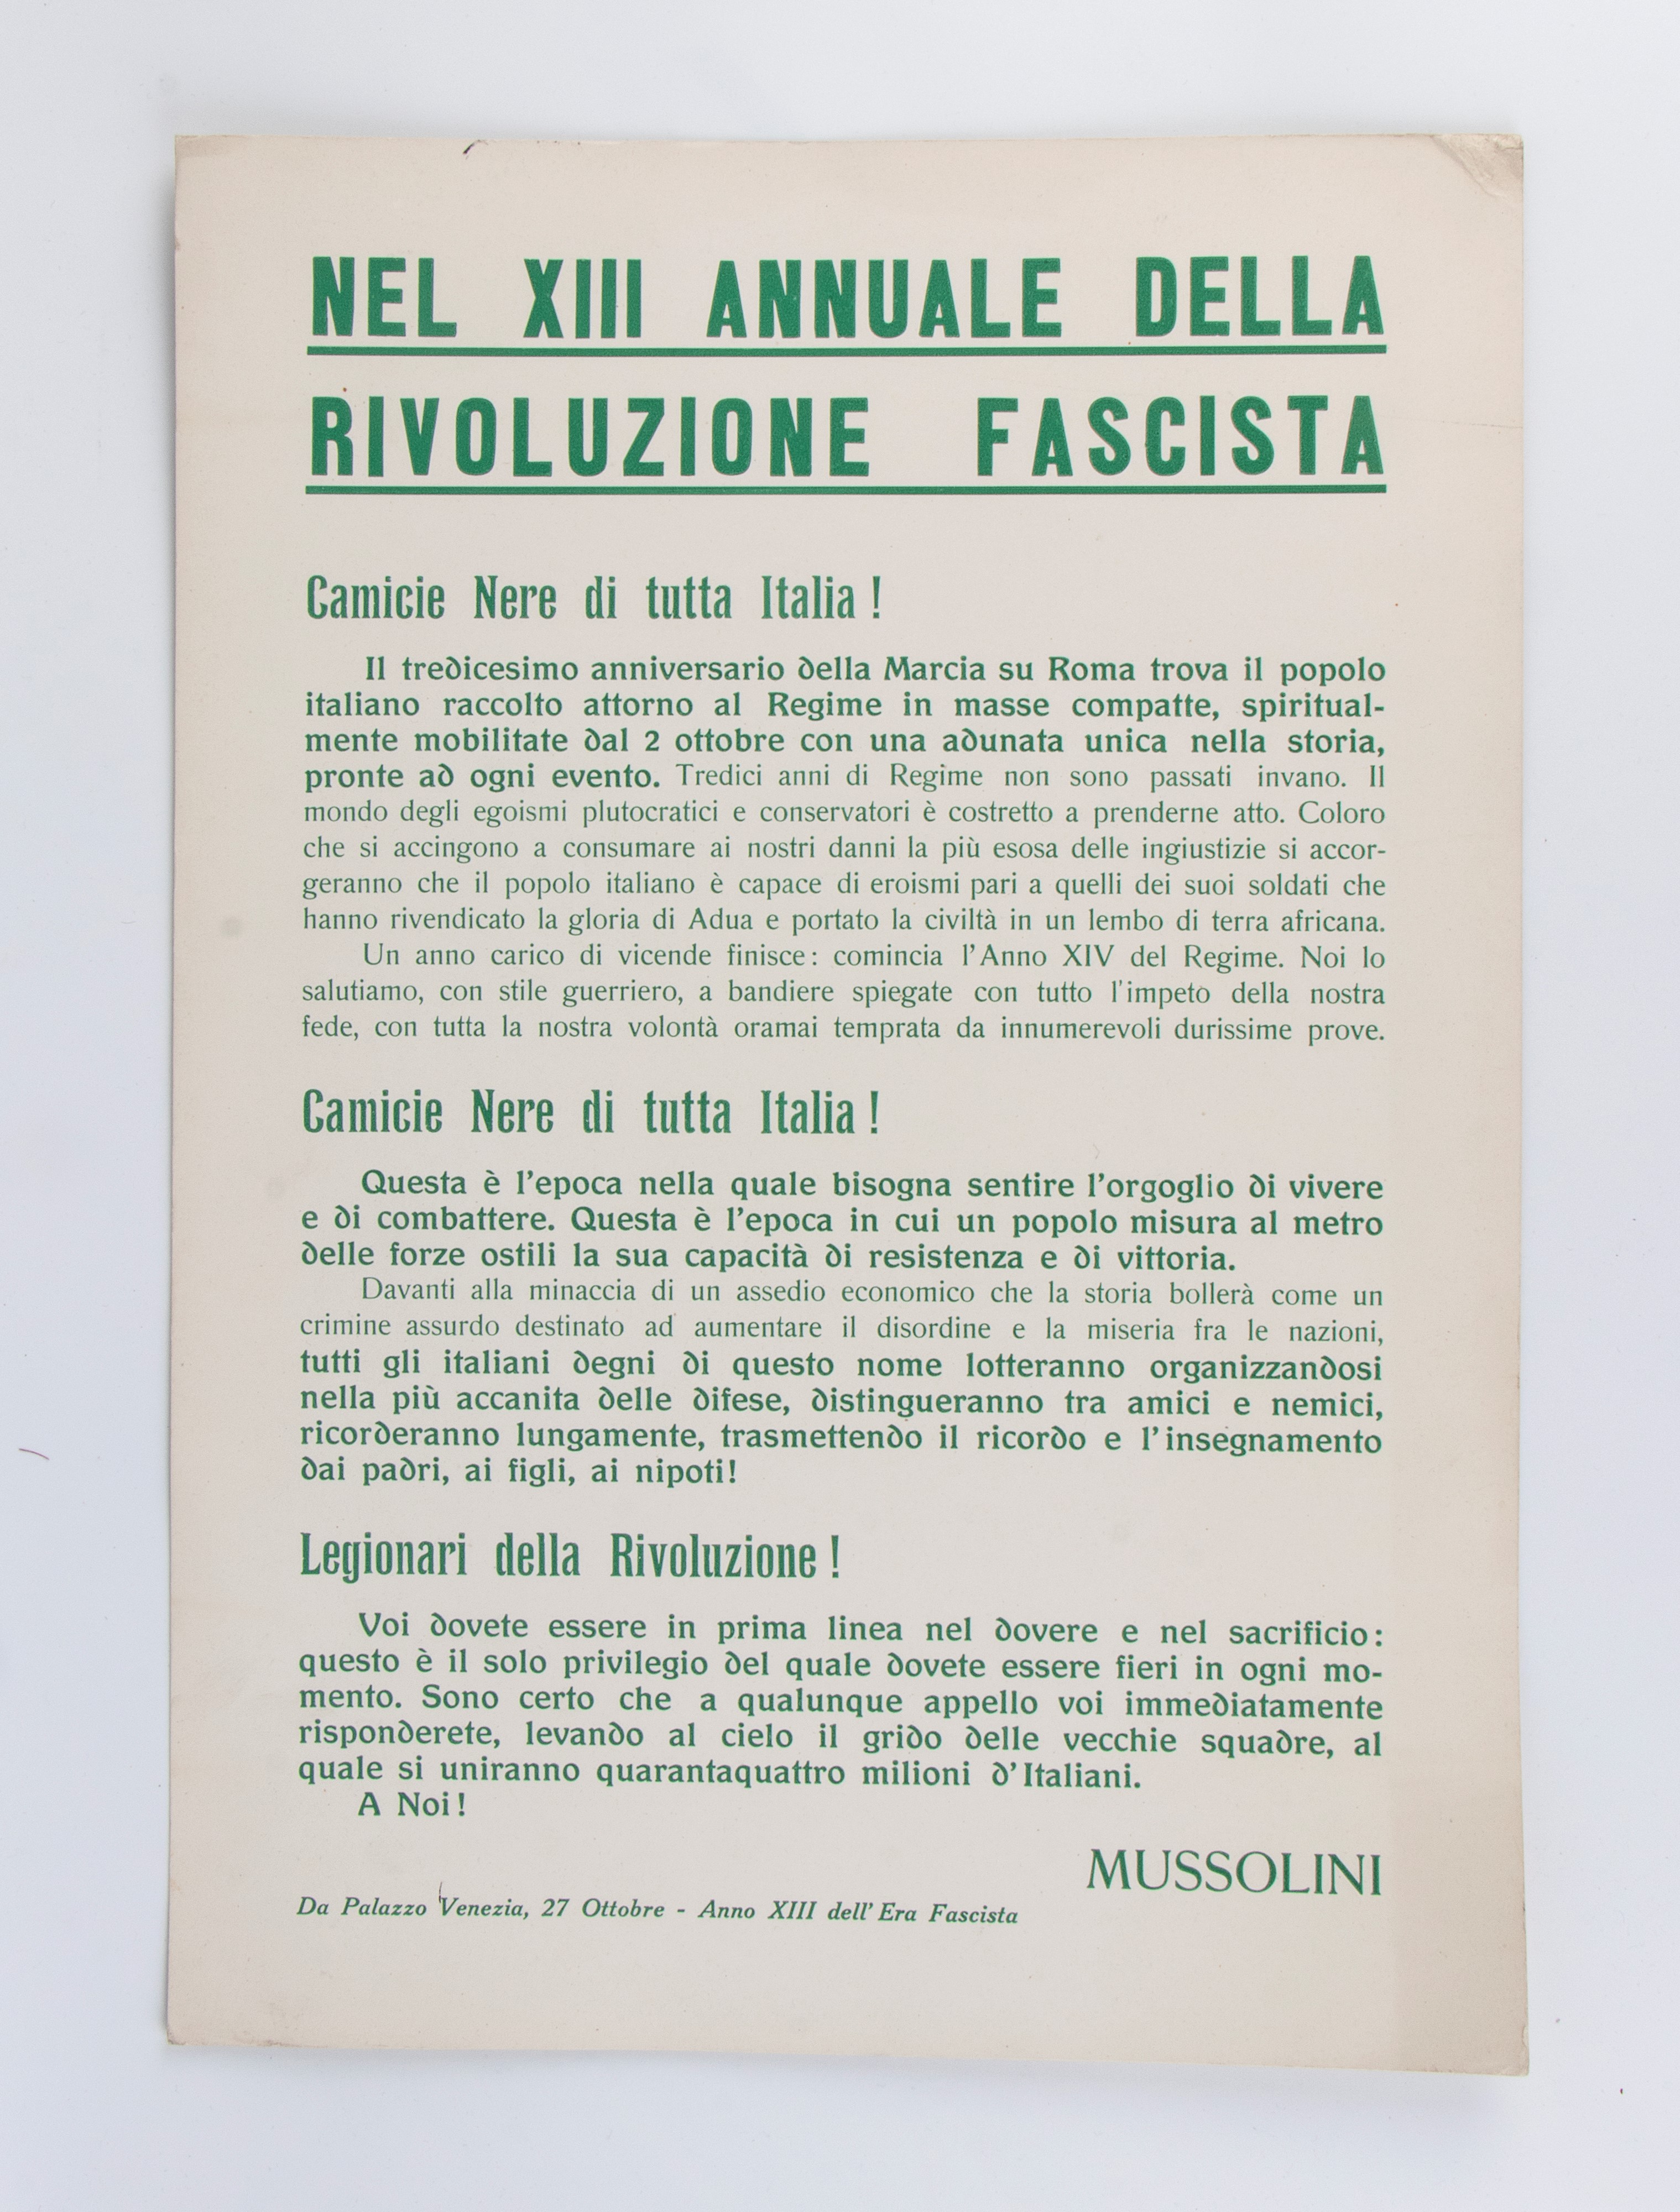 NEL XIII ANNUALE DELLA
RIVOLUZIONE FASCISTA
Camicie Nere di tutta Italia !
Il tredicesimo anniversario della Marcia su Roma trova il popolo
italiano raccolto attorno al Regime in masse compatte, spiritual-
mente mobilitate dal 2 ottobre con una adunata unica nella storia,
pronte ad ogni evento. Tredici anni di Regime non sono passati invano. Il
mondo degli egoismi plutocratici e conservatori è costretto a prenderne atto. Coloro
che si accingono a consumare ai nostri danni la più esosa delle ingiustizie si accor-
geranno che il popolo italiano è capace di eroismi pari a quelli dei suoi soldati che
hanno rivendicato la gloria di Adua e portato la civiltà in un lembo di terra africana.
Un anno carico di vicende finisce : comincia l'Anno XIV del Regime. Noi lo
salutiamo, con stile guerriero, a bandiere spiegate con tutto l'impeto della nostra
fede, con tutta la nostra volontà oramai temprata da innumerevoli durissime prove.
Camicie Nere di tutta Italia !
Questa è l'epoca nella quale bisogna sentire l'orgoglio di vivere
e di combattere. Questa è l'epoca in cui un popolo misura al metro
delle forze ostili la sua capacità di resistenza e di vittoria.
Davanti alla minaccia di un assedio economico che la storia bollerà come un
crimine assurdo destinato ad aumentare il disordine e la miseria fra le nazioni,
tutti gli italiani degni di questo nome lotteranno organizzandosi
nella più accanita delle difese, distingueranno tra amici e nemici,
ricorderanno lungamente, trasmettendo il ricordo e l'insegnamento
dai padri, ai figli, ai nipoti !
Legionari della Rivoluzione !
Voi dovete essere in prima linea nel dovere e nel sacrificio :
questo è il solo privilegio del quale dovete essere fieri in ogni mo-
mento. Sono certo che a qualunque appello voi immediatamente
risponderete, levando al cielo il grido delle vecchie squadre, al
quale si uniranno quarantaquattro milioni d'Italiani.
A Noi !
MUSSOLINI
Da Palazzo Venezia, 27 Ottobre - Anno XIII dell' Era Fascista